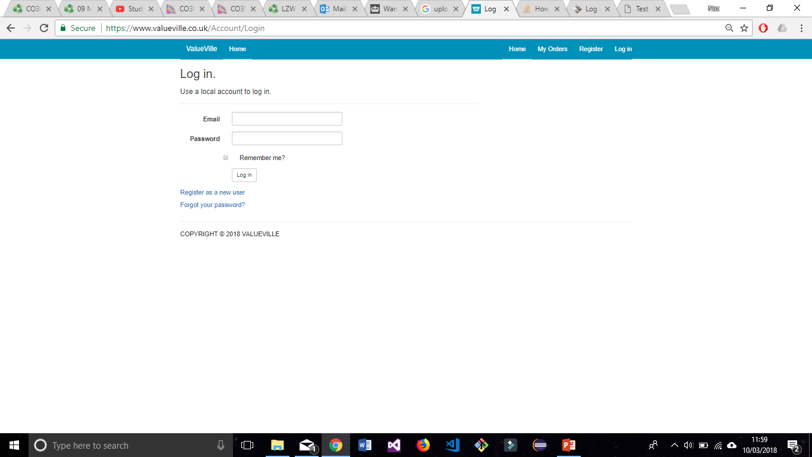 CO3( 09 M Stud CO3( CO3( LZW Mail War uplo Log How Log Test
Secure https://www.valueville.co.uk/Account/Login
ValueVille Home Home My Orders Register Log in
Log in.
Use a local account to log in.
Email
Password
Remember me?
Log in
Register as a new user
Forgot your password?
COPYRIGHT © 2018 VALUEVILLE
Type here to search
11:59
10/03/2018